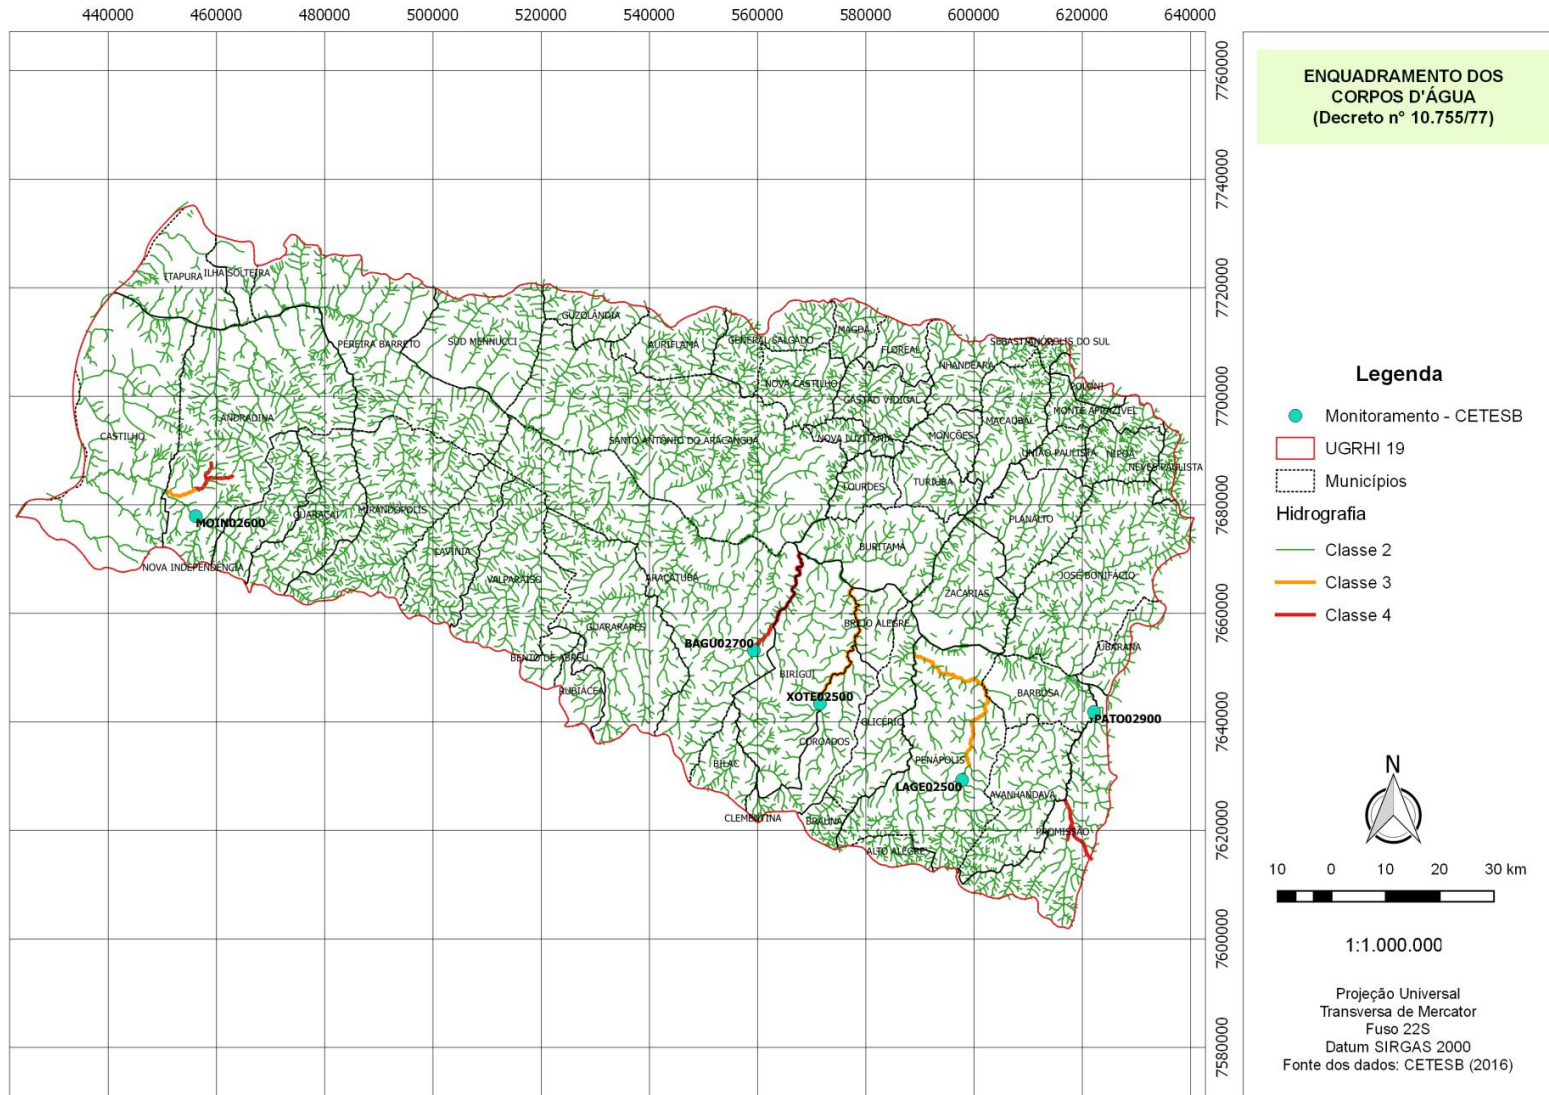 440000 460000 480000 500000 520000 540000 560000 580000 600000 620000 640000
7760000
7740000
7720000
7700000
7680000
7660000
7640000
7620000
7600000
7580000
ITAPURA
ILHA SOLTEIRA
PEREIRA BARRETO
SUD MENNUCCI
GUZOLÂNDIA
AURIFLAMA
GENERAL SALGADO
MAGDA
FLOREAL
NHANDEARA
SEBASTIANÓPOLIS DO SUL
POLONI
MONTE APRAZÍVEL
NOVA CASTILHO
GASTÃO VIDIGAL
MACAUBAL
MONÇÕES
UNIÃO PAULISTA
NIPOÃ
NEVES PAULISTA
ANDRADINA
CASTILHO
SANTO ANTÔNIO DO ARACANGUÁ
NOVA LUZITÂNIA
LOURDES
TURIÚBA
PLANALTO
MOIN02600
GUARAÇAÍ
MIRANDÓPOLIS
LAVÍNIA
BURITAMA
NOVA INDEPENDÊNCIA
VALPARAÍSO
ARAÇATUBA
JOSÉ BONIFÁCIO
ZACARIAS
GUARARAPES
BREJO ALEGRE
BAGU02700
UBARANA
BENTO DE ABREU
BIRIGUI
RUBIÁCEA
XOTE02500
BARBOSA
GLICÉRIO
PATO02900
COROADOS
BILAC
PENÁPOLIS
LAGE02500
AVANHANDAVA
CLEMENTINA
BRAÚNA
PROMISSÃO
ALTO ALEGRE
ENQUADRAMENTO DOS
CORPOS D'ÁGUA
(Decreto n° 10.755/77)
Legenda
Monitoramento - CETESB
UGRHI 19
Municípios
Hidrografia
Classe 2
Classe 3
Classe 4
N
10 0 10 20 30 km
1:1.000.000
Projeção Universal
Transversa de Mercator
Fuso 22S
Datum SIRGAS 2000
Fonte dos dados: CETESB (2016)